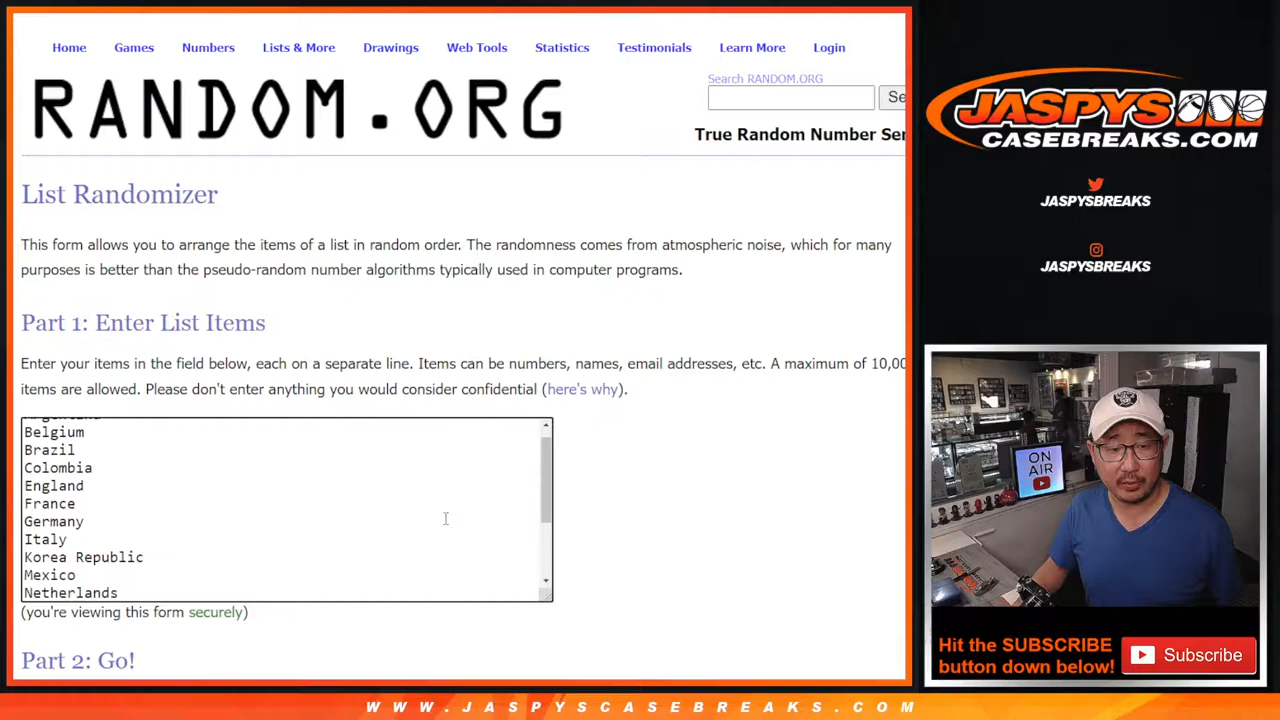 Home Games Numbers Lists & More Drawings Web Tools Statistics Testimonials Learn More Login
RANDOM.ORG
Search RANDOM.ORG
Se
True Random Number Ser
List Randomizer
This form allows you to arrange the items of a list in random order. The randomness comes from atmospheric noise, which for many
purposes is better than the pseudo-random number algorithms typically used in computer programs.
Part 1: Enter List Items
Enter your items in the field below, each on a separate line. Items can be numbers, names, email addresses, etc. A maximum of 10,00
items are allowed. Please don't enter anything you would consider confidential (here's why).
Argentina
Belgium
Brazil
Colombia
England
France
Germany
Italy
Korea Republic
Mexico
Netherlands
(you're viewing this form securely)
Part 2: Go!
JASPYS
CASEBREAKS.COM
JASPYSBREAKS
JASPYSBREAKS
ON
AIR
Hit the SUBSCRIBE
button down below!
Subscribe
WWW.JASPYSCASEBREAKS.COM